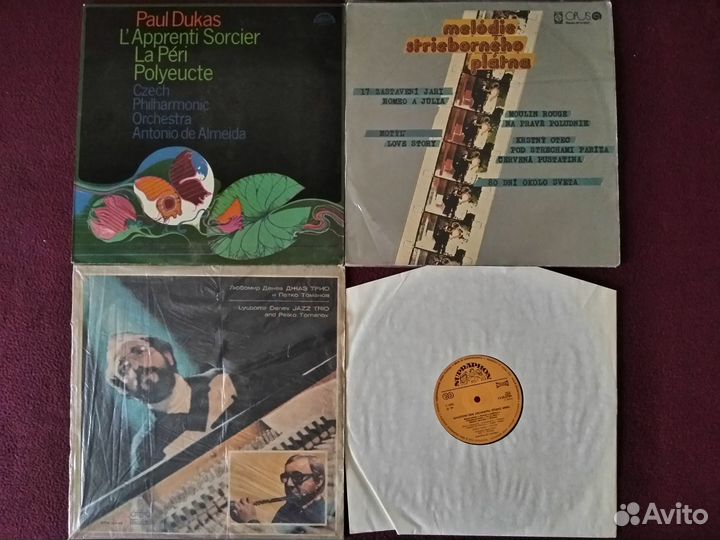 Paul Dukas
L'Apprenti Sorcier
La Péri
Polyeucte
Czech
Philharmonic
Orchestra
Antonio de Almeida
OPUS
melódie
strieborného
plátna
17 ZASTAVENÍ JARI
ROMEO A JÚLIA
MOULIN ROUGE
NA PRAVÉ POLUDNIE
MOTÝĽ
LOVE STORY
KRSTNÝ OTEC
POD STRECHAMI PARÍŽA
ČERVENÁ PUSTATINA
80 DNÍ OKOLO SVETA
Любомир Денев ДЖАЗ ТРИО
и Петко Томанов
Lyubomir Denev JAZZ TRIO
and Petko Tomanov
SUPRAPHON
Avito